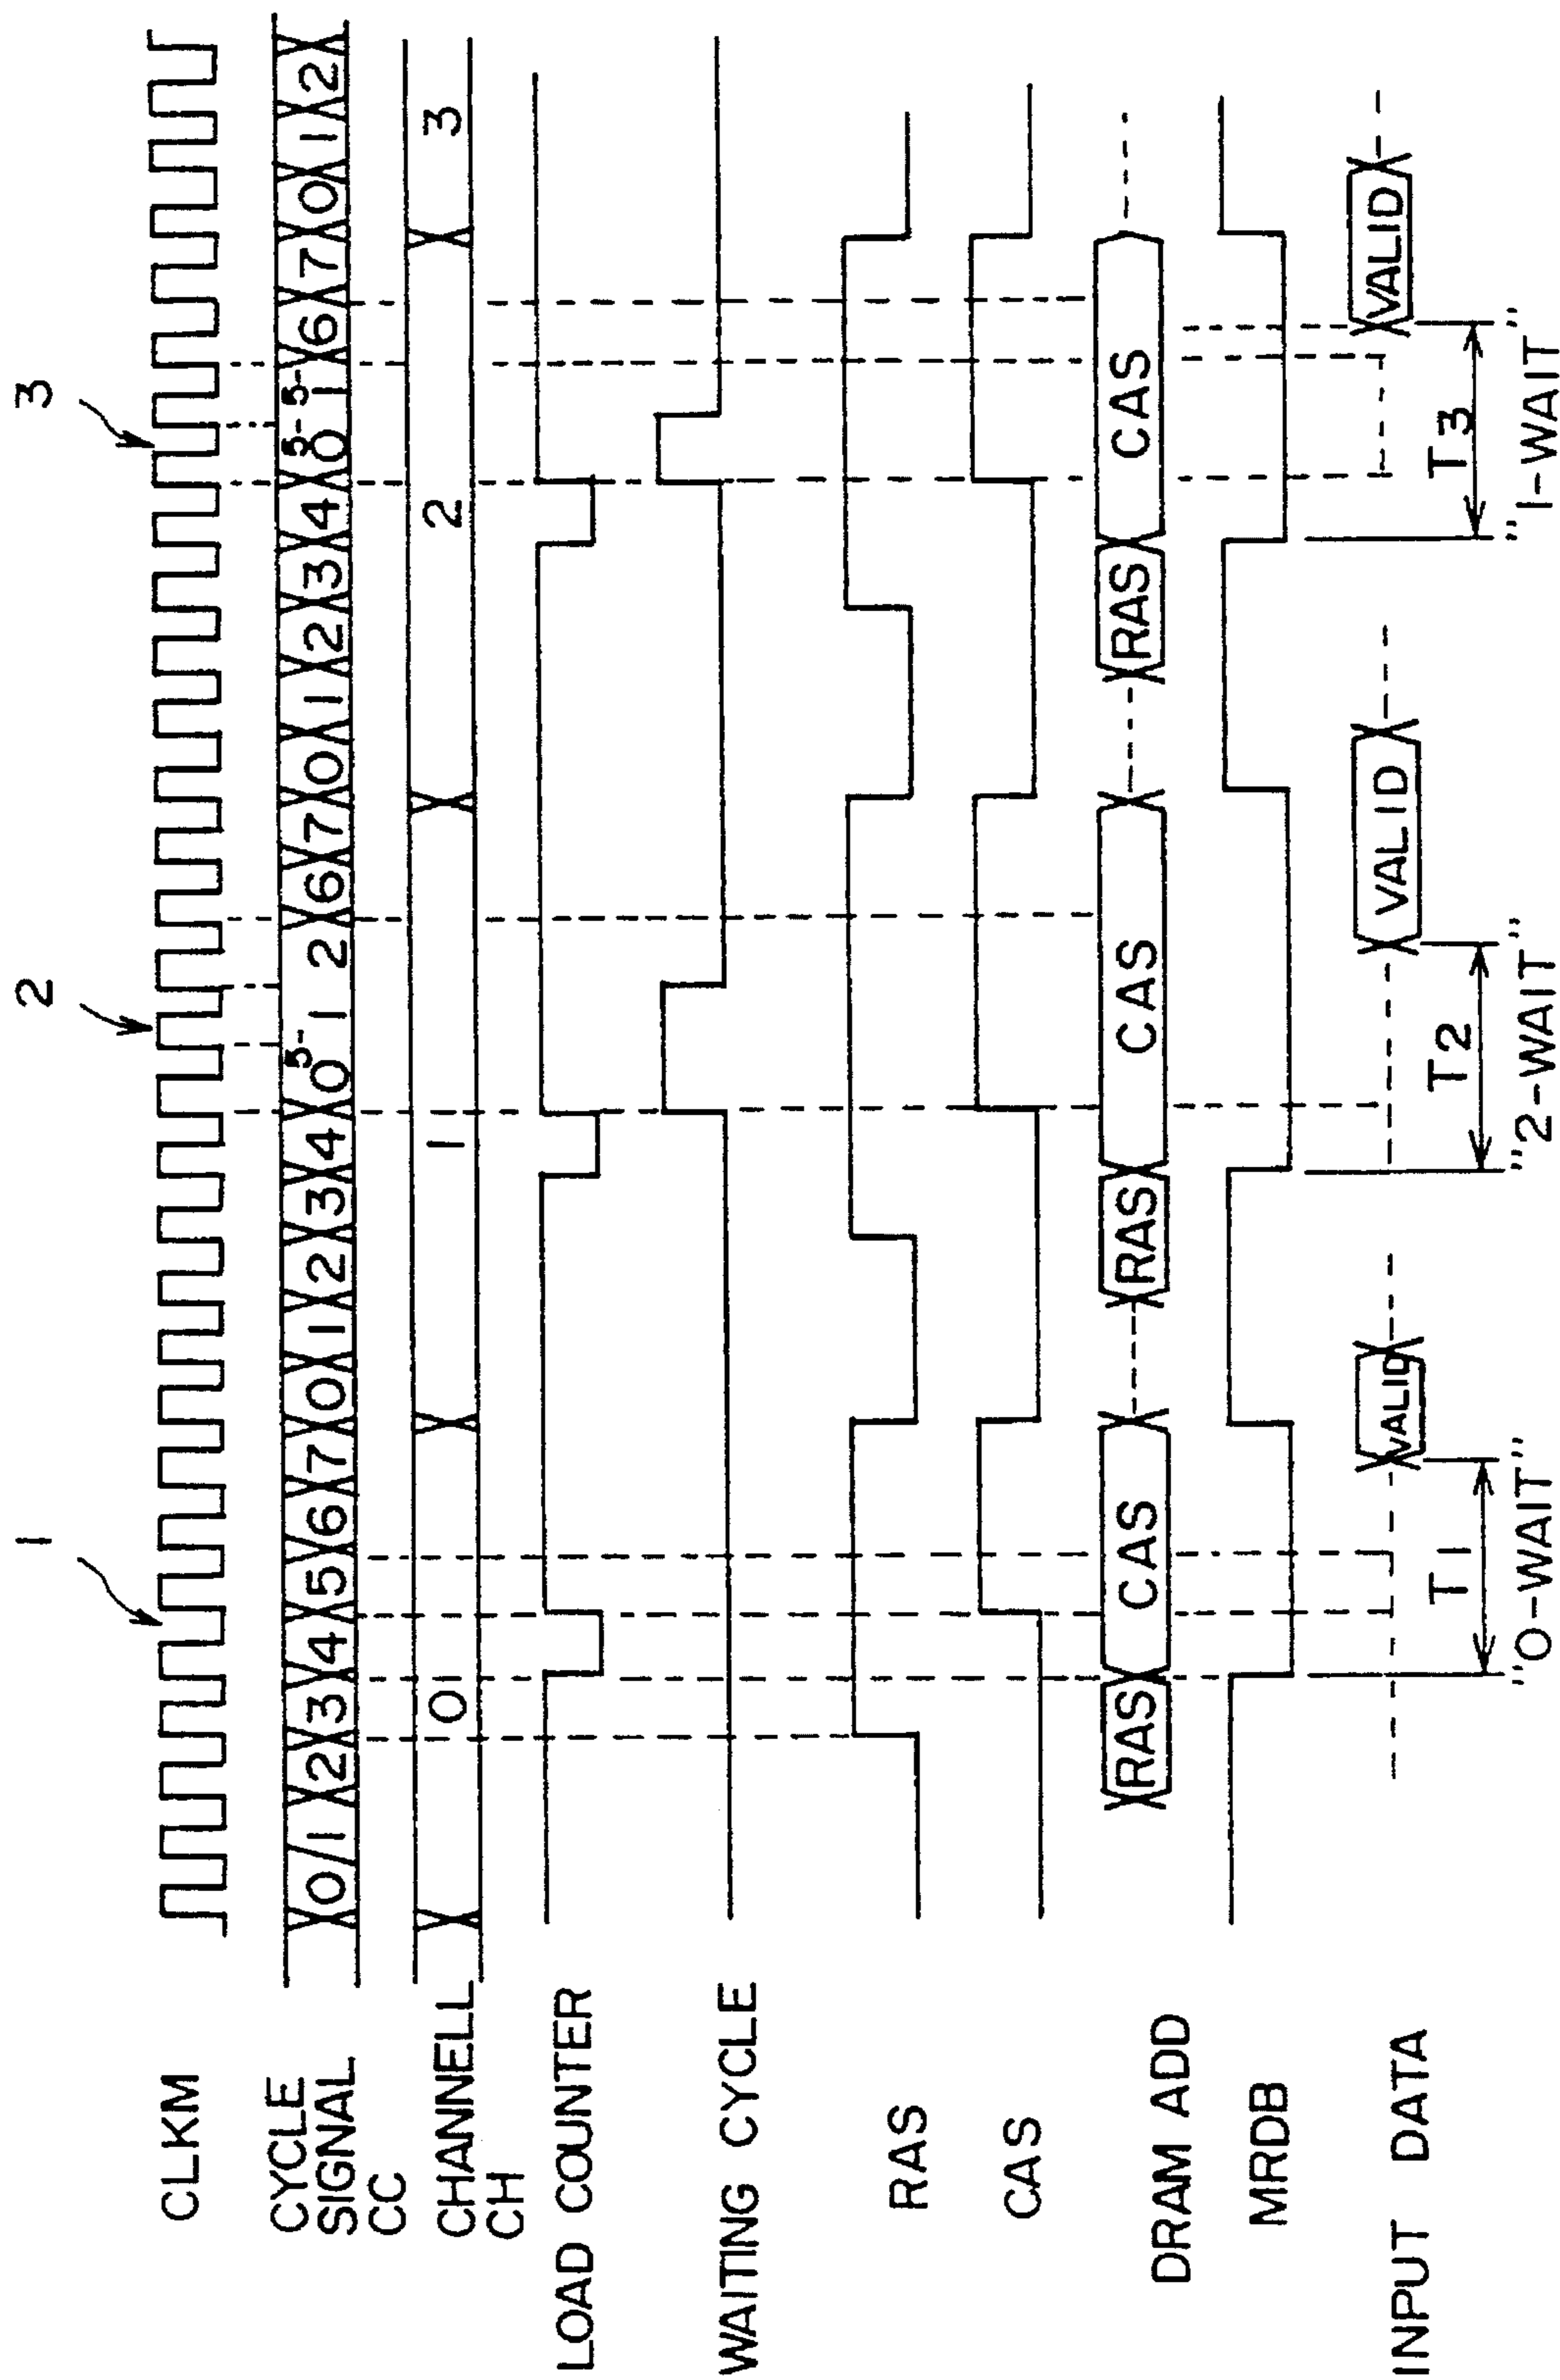 1 2 3
CLKM
CYCLE SIGNAL CC
0 1 2 3 4 5 6 7 0 1 2 3 4 5-0 1 2 6 7 0 1 2 3 4 5-0 5-1 6 7 0 1 2
CHANNELL CH
0 1 2 3
LOAD COUNTER
WAITING CYCLE
RAS
CAS
DRAM ADD
RAS CAS RAS CAS RAS CAS
MRDB
INPUT DATA
VALID VALID VALID
T1 T2 T3
"0-WAIT" "2-WAIT" "1-WAIT"